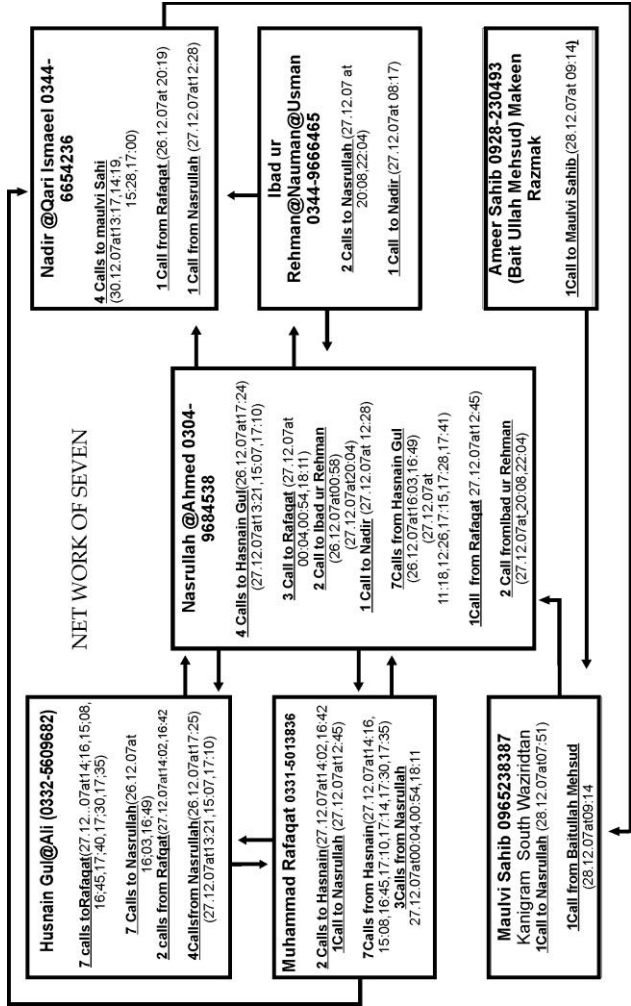 NET WORK OF SEVEN
Husnain Gul@Ali (0332-5609682)
7 calls toRafaqat(27.12...07at14:16,15:08,
16;45,17:40,17:30,17;35)
7 Calls to Nasrullah(26.12.07at
16:03,16;49)
2 calls from Rafqat(27.12.07at14:02,16:42
4Callsfrom Nasrullah(26.12.07at17:25)
(27.12.07at13:21,15:07,17:10)
Muhammad Rafaqat 0331-5013836
2 Calls to Hasnain(27.12.07at14:02,16:42
1Call to Nasrullah (27.12.07at12:45)
7Calls from Hasnain(27.12.07at14:16,
15:08,16:45,17:10,17:14,17:30,17:35)
3Calls from Nasrullah
27.12.07at00:04,00:54,18:11
Maulvi Sahib 0965238387
Kanigram South Waziridtan
1Call to Nasrullah (28.12.07at07:51)
1Call from Baitullah Mehsud
(28.12.07at09:14
Nasrullah @Ahmed 0304-
9684538
4 Calls to Hasnain Gul(26.12.07at17:24)
(27.12.07at13:21,15:07,17:10)
3 Call to Rafaqat (27.12.07at
00:04,00:54,18:11)
2 Call to Ibad ur Rehman
(26.12.07at00:58)
(27.12.07at20:04)
1 Call to Nadir (27.12.07at 12:28)
7Calls from Hasnain Gul
(26.12.07at16:03,16:49)
(27.12.07at
11:18,12:26,17:15,17:28,17:41)
1Call from Rafaqat 27.12.07at12:45)
2 Call fromIbad ur Rehman
(27.12.07at,20:08,22:04)
Nadir @Qari Ismaeel 0344-
6654236
4 Calls to maulvi Sahi
(30.12.07at13:17,14:19,
15:28,17:00)
1 Call from Rafaqat (26.12.07at 20:19)
1 Call from Nasrullah (27.12.07at12:28)
Ibad ur
Rehman@Nauman@Usman
0344-9666465
2 Calls to Nasrullah (27.12.07 at
20:08,22:04)
1 Call to Nadir (27.12.07at 08:17)
Ameer Sahib 0928-230493
(Bait Ullah Mehsud) Makeen
Razmak
1Call to Maulvi Sahib (28.12.07at 09:14)